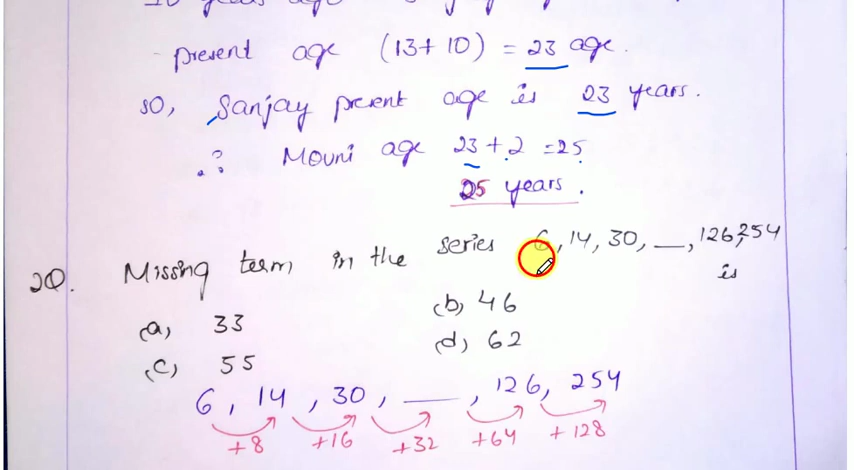 present age (13+10) = 23 age.
so, Sanjay present age is 23 years.
∴ Mouni age 23 + 2 = 25
25 years.
20. Missing term in the series 6, 14, 30, __, 126, 254 is
(a) 33 (b) 46
(c) 55 (d) 62
6, 14, 30, __, 126, 254
+8 +16 +32 +64 +128